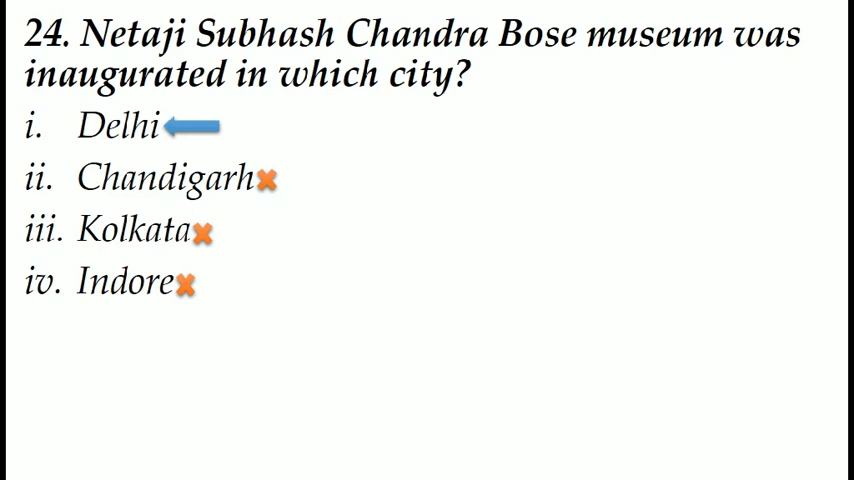 24. Netaji Subhash Chandra Bose museum was
inaugurated in which city?
i. Delhi
ii. Chandigarh
iii. Kolkata
iv. Indore